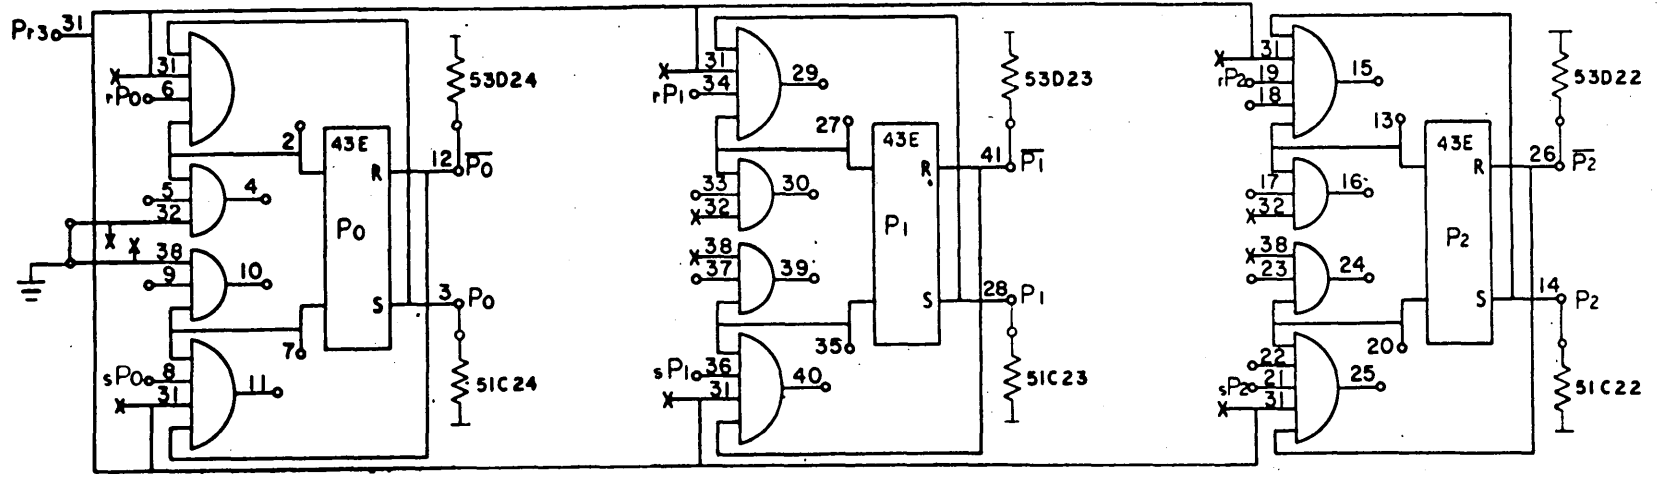 Pr3 31
31
rP0 6
2
43E
R
12 P̅0
53D24
5
4
32
P0
38
9
10
S
3 P0
7
sP0 8
11
31
51C24
31
rP1 34
29
27
43E
R
41 P̅1
53D23
33
30
32
P1
38
37
39
S
28 P1
35
sP1 36
40
31
51C23
31
rP2 19
18
15
13
43E
R
26 P̅2
53D22
17
16
32
P2
38
23
24
S
14 P2
20
22
sP2 21
25
31
51C22